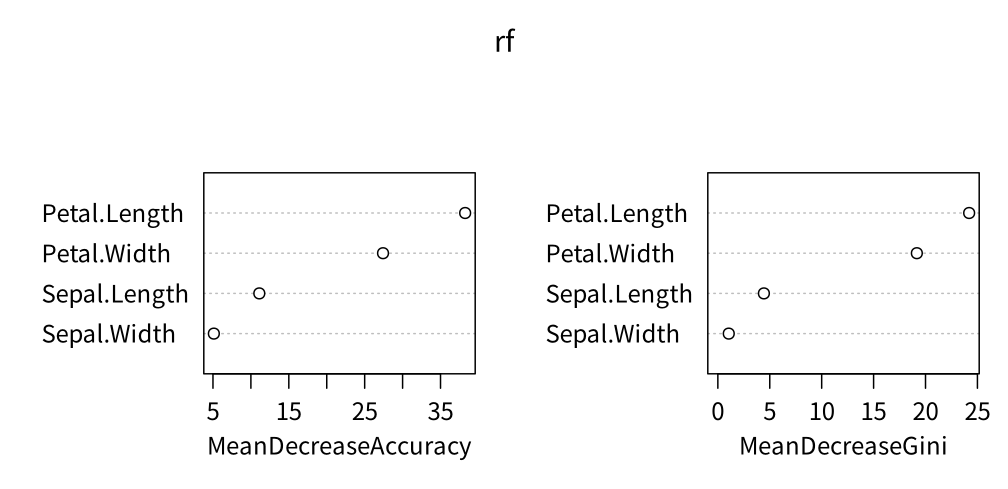 rf
Petal.Length
Petal.Width
Sepal.Length
Sepal.Width
5 15 25 35
MeanDecreaseAccuracy
Petal.Length
Petal.Width
Sepal.Length
Sepal.Width
0 5 10 15 20 25
MeanDecreaseGini